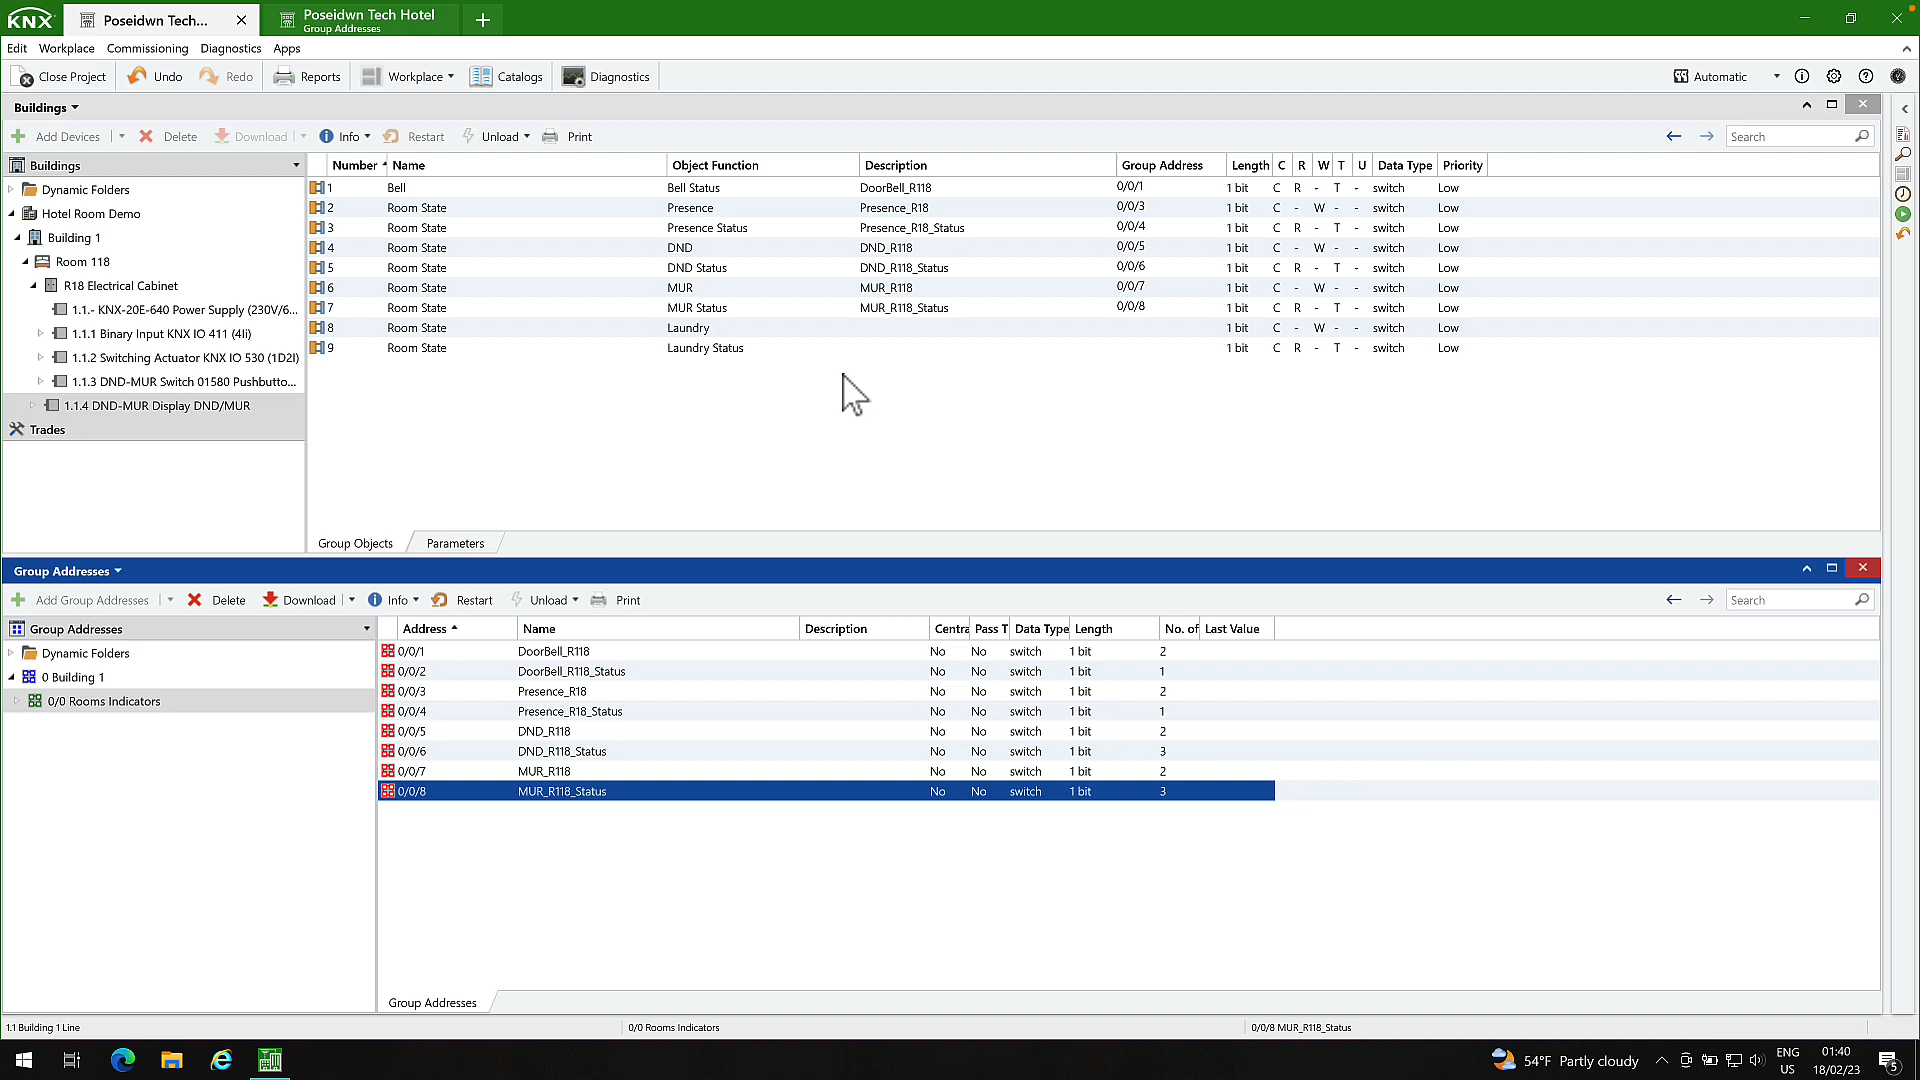 KNX Poseidwn Tech... Poseidwn Tech Hotel
Group Addresses
Edit Workplace Commissioning Diagnostics Apps
Close Project Undo Redo Reports Workplace Catalogs Diagnostics Automatic
Buildings
Add Devices Delete Download Info Restart Unload Print Search
Buildings
Dynamic Folders
Hotel Room Demo
Building 1
Room 118
R18 Electrical Cabinet
1.1.- KNX-20E-640 Power Supply (230V/6...
1.1.1 Binary Input KNX IO 411 (4Ii)
1.1.2 Switching Actuator KNX IO 530 (1D2I)
1.1.3 DND-MUR Switch 01580 Pushbutto...
1.1.4 DND-MUR Display DND/MUR
Trades
Number Name Object Function Description Group Address Length C R W T U Data Type Priority
1 Bell Bell Status DoorBell_R118 0/0/1 1 bit C R - T - switch Low
2 Room State Presence Presence_R18 0/0/3 1 bit C - W - - switch Low
3 Room State Presence Status Presence_R18_Status 0/0/4 1 bit C R - T - switch Low
4 Room State DND DND_R118 0/0/5 1 bit C - W - - switch Low
5 Room State DND Status DND_R118_Status 0/0/6 1 bit C R - T - switch Low
6 Room State MUR MUR_R118 0/0/7 1 bit C - W - - switch Low
7 Room State MUR Status MUR_R118_Status 0/0/8 1 bit C R - T - switch Low
8 Room State Laundry 1 bit C - W - - switch Low
9 Room State Laundry Status 1 bit C R - T - switch Low
Group Objects Parameters
Group Addresses
Add Group Addresses Delete Download Info Restart Unload Print Search
Group Addresses
Dynamic Folders
0 Building 1
0/0 Rooms Indicators
Address Name Description Centra Pass T Data Type Length No. of Last Value
0/0/1 DoorBell_R118 No No switch 1 bit 2
0/0/2 DoorBell_R118_Status No No switch 1 bit 1
0/0/3 Presence_R18 No No switch 1 bit 2
0/0/4 Presence_R18_Status No No switch 1 bit 1
0/0/5 DND_R118 No No switch 1 bit 2
0/0/6 DND_R118_Status No No switch 1 bit 3
0/0/7 MUR_R118 No No switch 1 bit 2
0/0/8 MUR_R118_Status No No switch 1 bit 3
Group Addresses
1.1 Building 1 Line 0/0 Rooms Indicators 0/0/8 MUR_R118_Status
54°F Partly cloudy ENG
US 01:40
18/02/23 5